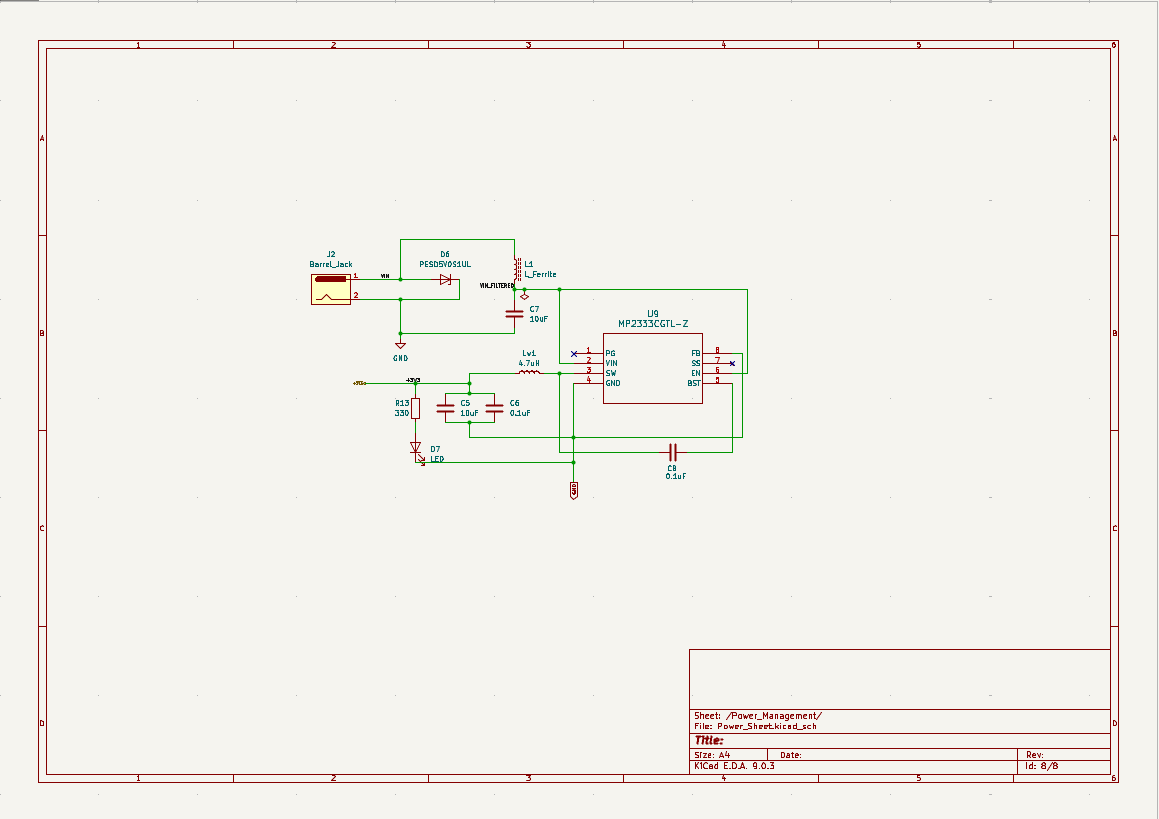 1 2 3 4 5 6
A A
J2
Barrel_Jack
1
2
VIN
D6
PESD5V0S1UL
L1
L_Ferrite
VIN_FILTERED
C7
10uF
GND
B B
U9
MP2333CGTL-Z
1 PG
2 VIN
3 SW
4 GND
FB 8
SS 7
EN 6
BST 5
Lv1
4.7uH
+3V3
R13
330
C5
10uF
C6
0.1uF
D7
LED
C8
0.1uF
GND
C C
D D
Sheet: /Power_Management/
File: Power_Sheet.kicad_sch
Title:
Size: A4 Date: Rev:
KiCad E.D.A. 9.0.3 Id: 8/8
1 2 3 4 5 6